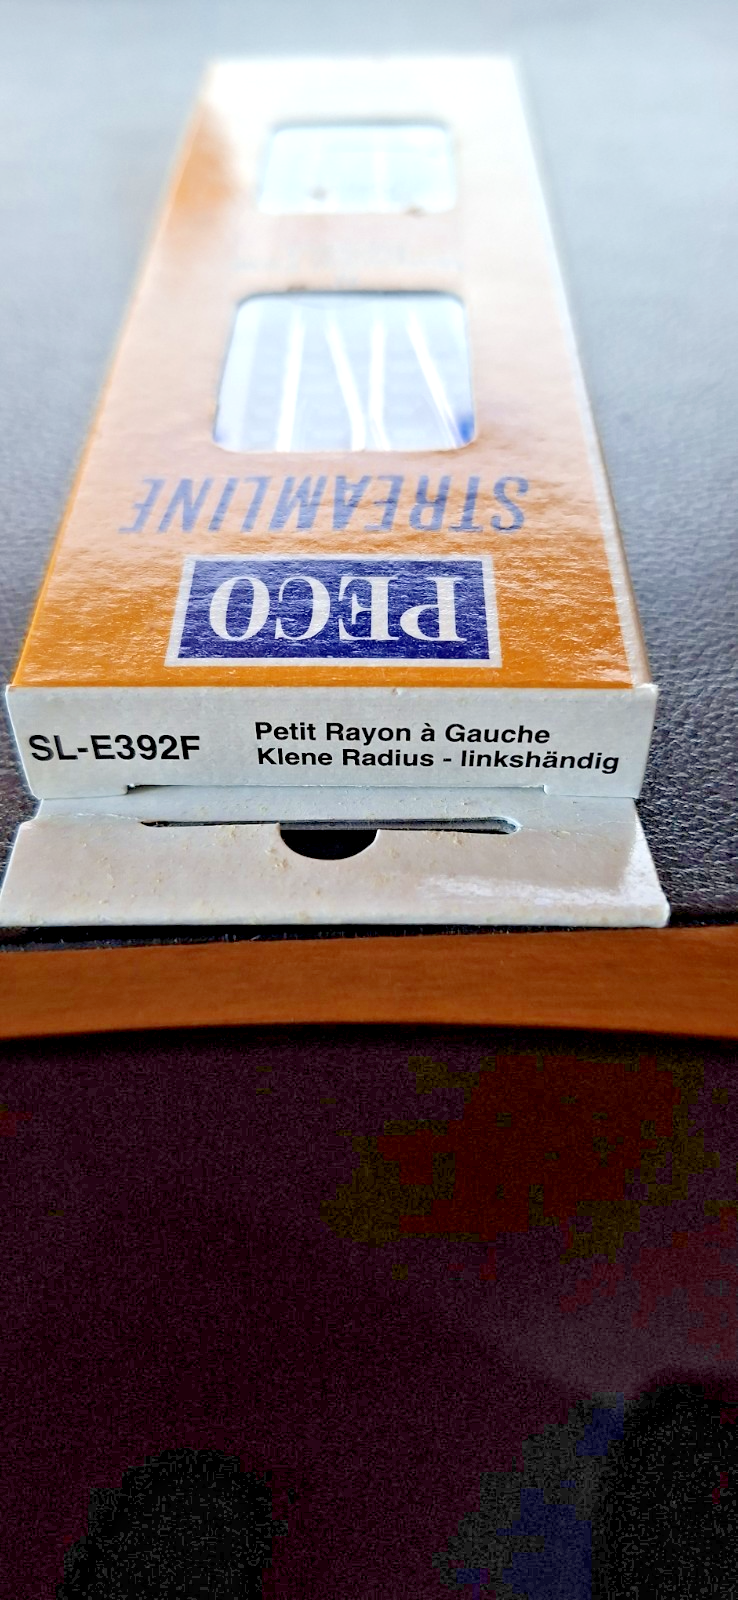 STREAMLINE
PECO
SL-E392F
Petit Rayon à Gauche
Klene Radius - linkshändig